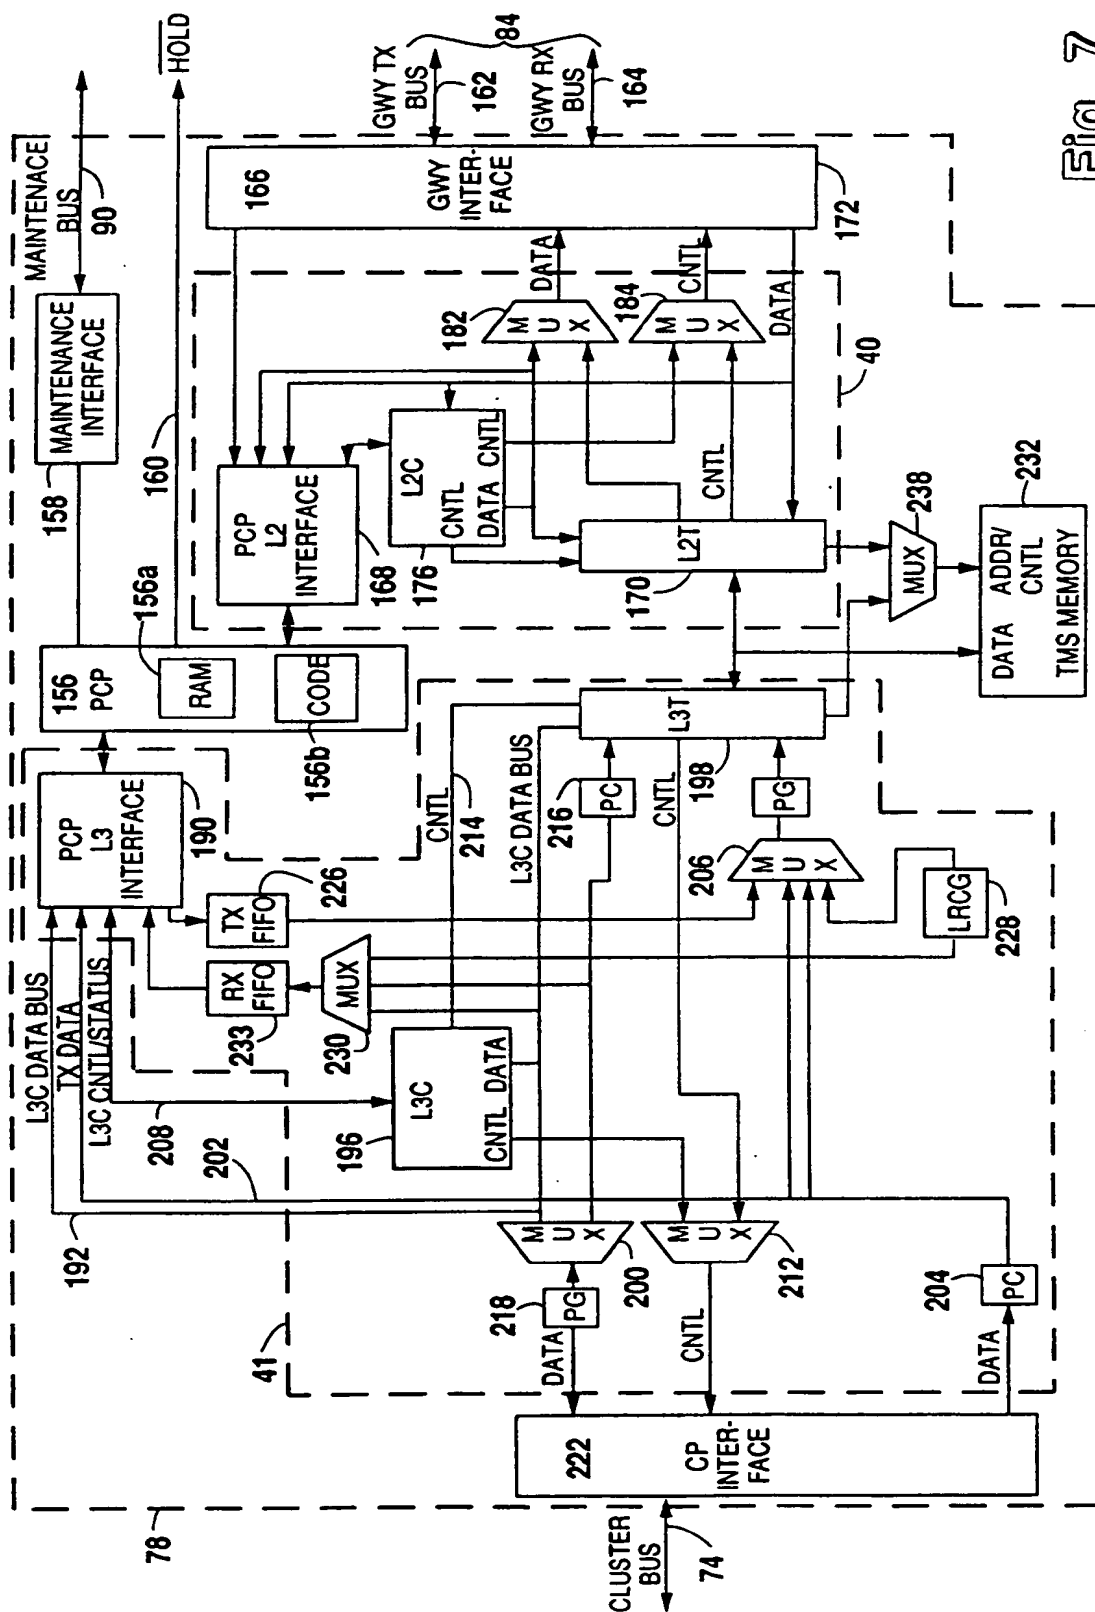 MAINTENACE
BUS
90
HOLD
GWY TX
BUS
162
84
GWY RX
BUS
164
Fig. 7
158
MAINTENANCE
INTERFACE
160
166
GWY
INTER-
FACE
172
DATA
CNTL
182
M
U
X
184
M
U
X
DATA
40
PCP
L2
INTERFACE
168
L2C
CNTL
DATA CNTL
176
CNTL
L2T
170
238
MUX
232
DATA ADDR/
CNTL
TMS MEMORY
156
PCP
156a
RAM
CODE
156b
PCP
L3
INTERFACE
190
L3C DATA BUS
TX DATA
L3C CNTL/STATUS
TX
FIFO
226
RX
FIFO
233
MUX
230
CNTL
214
L3C DATA BUS
216
PC
L3T
198
CNTL
PG
206
M
U
X
LRCG
228
208
202
192
L3C
196
CNTL DATA
M
U
X
200
M
U
X
212
218
PG
DATA
CNTL
204
PC
DATA
41
222
CP
INTER-
FACE
78
CLUSTER
BUS
74